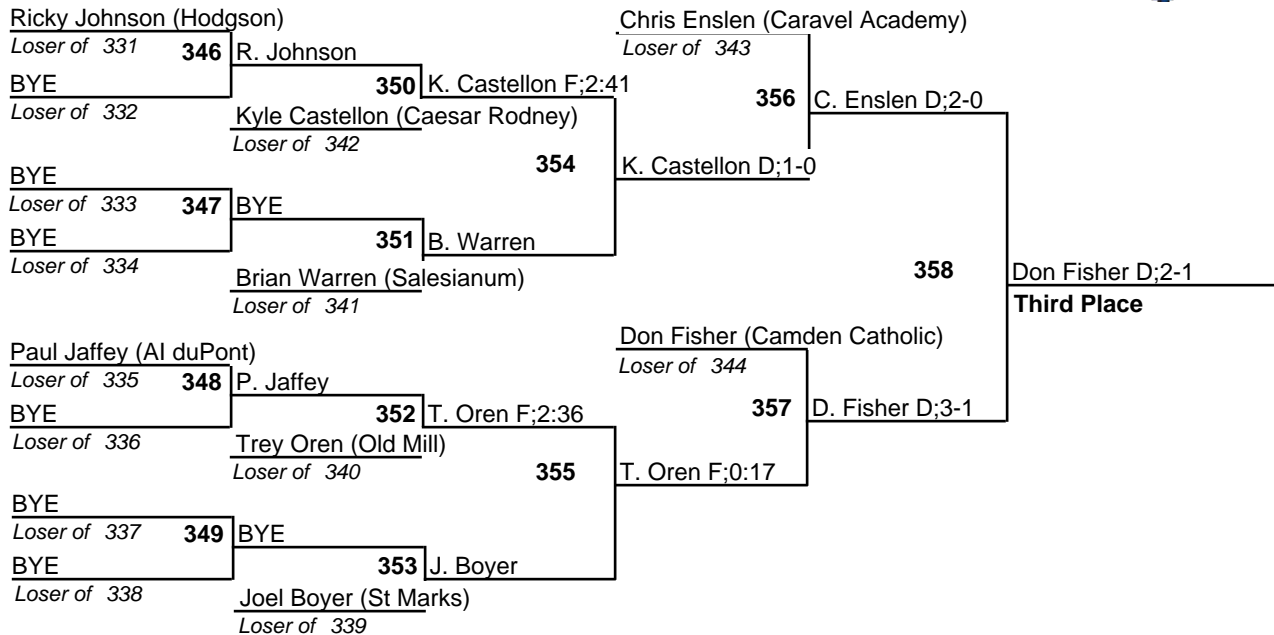 Ricky Johnson (Hodgson)
Loser of 331
346
R. Johnson
BYE
Loser of 332
350
K. Castellon F;2:41
Kyle Castellon (Caesar Rodney)
Loser of 342
354
BYE
Loser of 333
347
BYE
BYE
Loser of 334
351
B. Warren
Brian Warren (Salesianum)
Loser of 341
Chris Enslen (Caravel Academy)
Loser of 343
356
C. Enslen D;2-0
K. Castellon D;1-0
358
Don Fisher D;2-1
Third Place
Paul Jaffey (AI duPont)
Loser of 335
348
P. Jaffey
BYE
Loser of 336
352
T. Oren F;2:36
Trey Oren (Old Mill)
Loser of 340
355
BYE
Loser of 337
349
BYE
BYE
Loser of 338
353
J. Boyer
Joel Boyer (St Marks)
Loser of 339
Don Fisher (Camden Catholic)
Loser of 344
357
D. Fisher D;3-1
T. Oren F;0:17